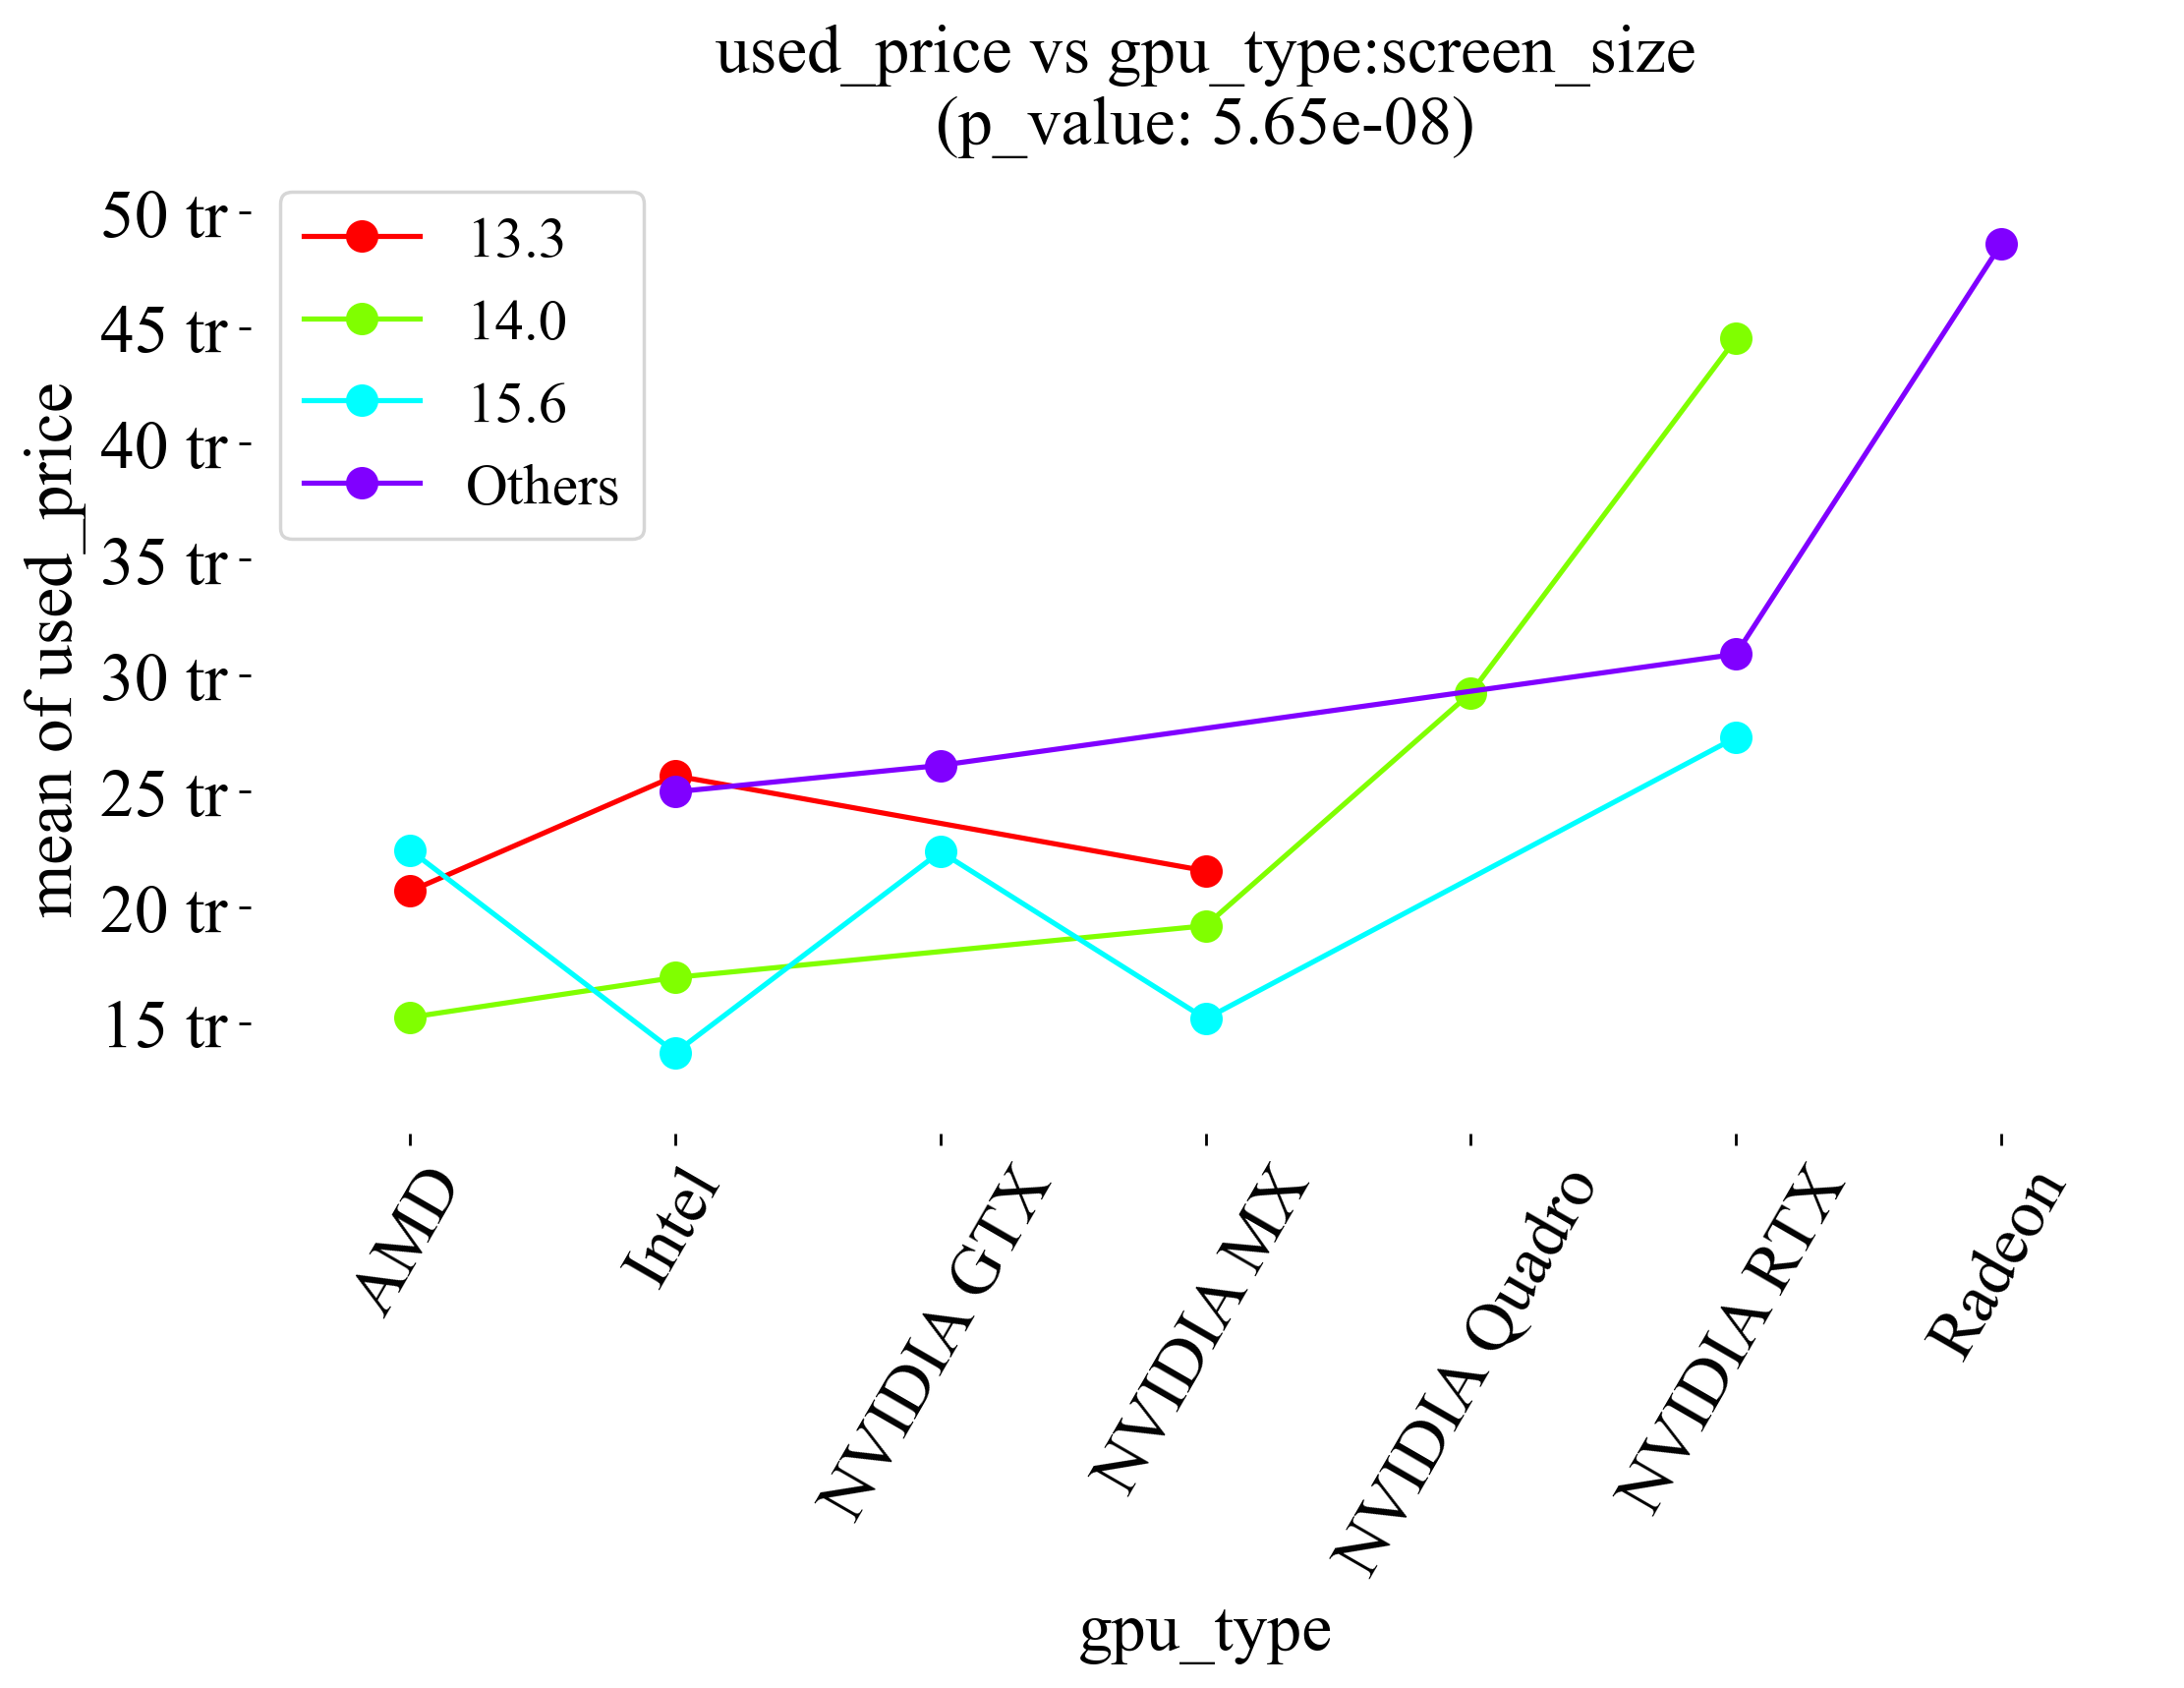 used_price vs gpu_type:screen_size
(p_value: 5.65e-08)
50 tr
45 tr
40 tr
35 tr
30 tr
25 tr
20 tr
15 tr
mean of used_price
13.3
14.0
15.6
Others
AMD
Intel
NVIDIA GTX
NVIDIA MX
NVIDIA Quadro
NVIDIA RTX
Radeon
gpu_type